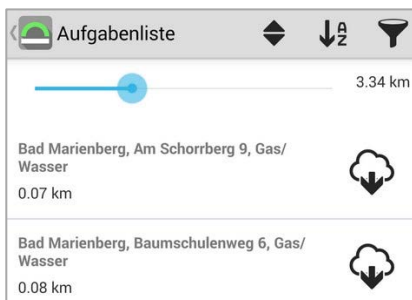 Aufgabenliste
3.34 km
Bad Marienberg, Am Schorrberg 9, Gas/
Wasser
0.07 km
Bad Marienberg, Baumschulenweg 6, Gas/
Wasser
0.08 km